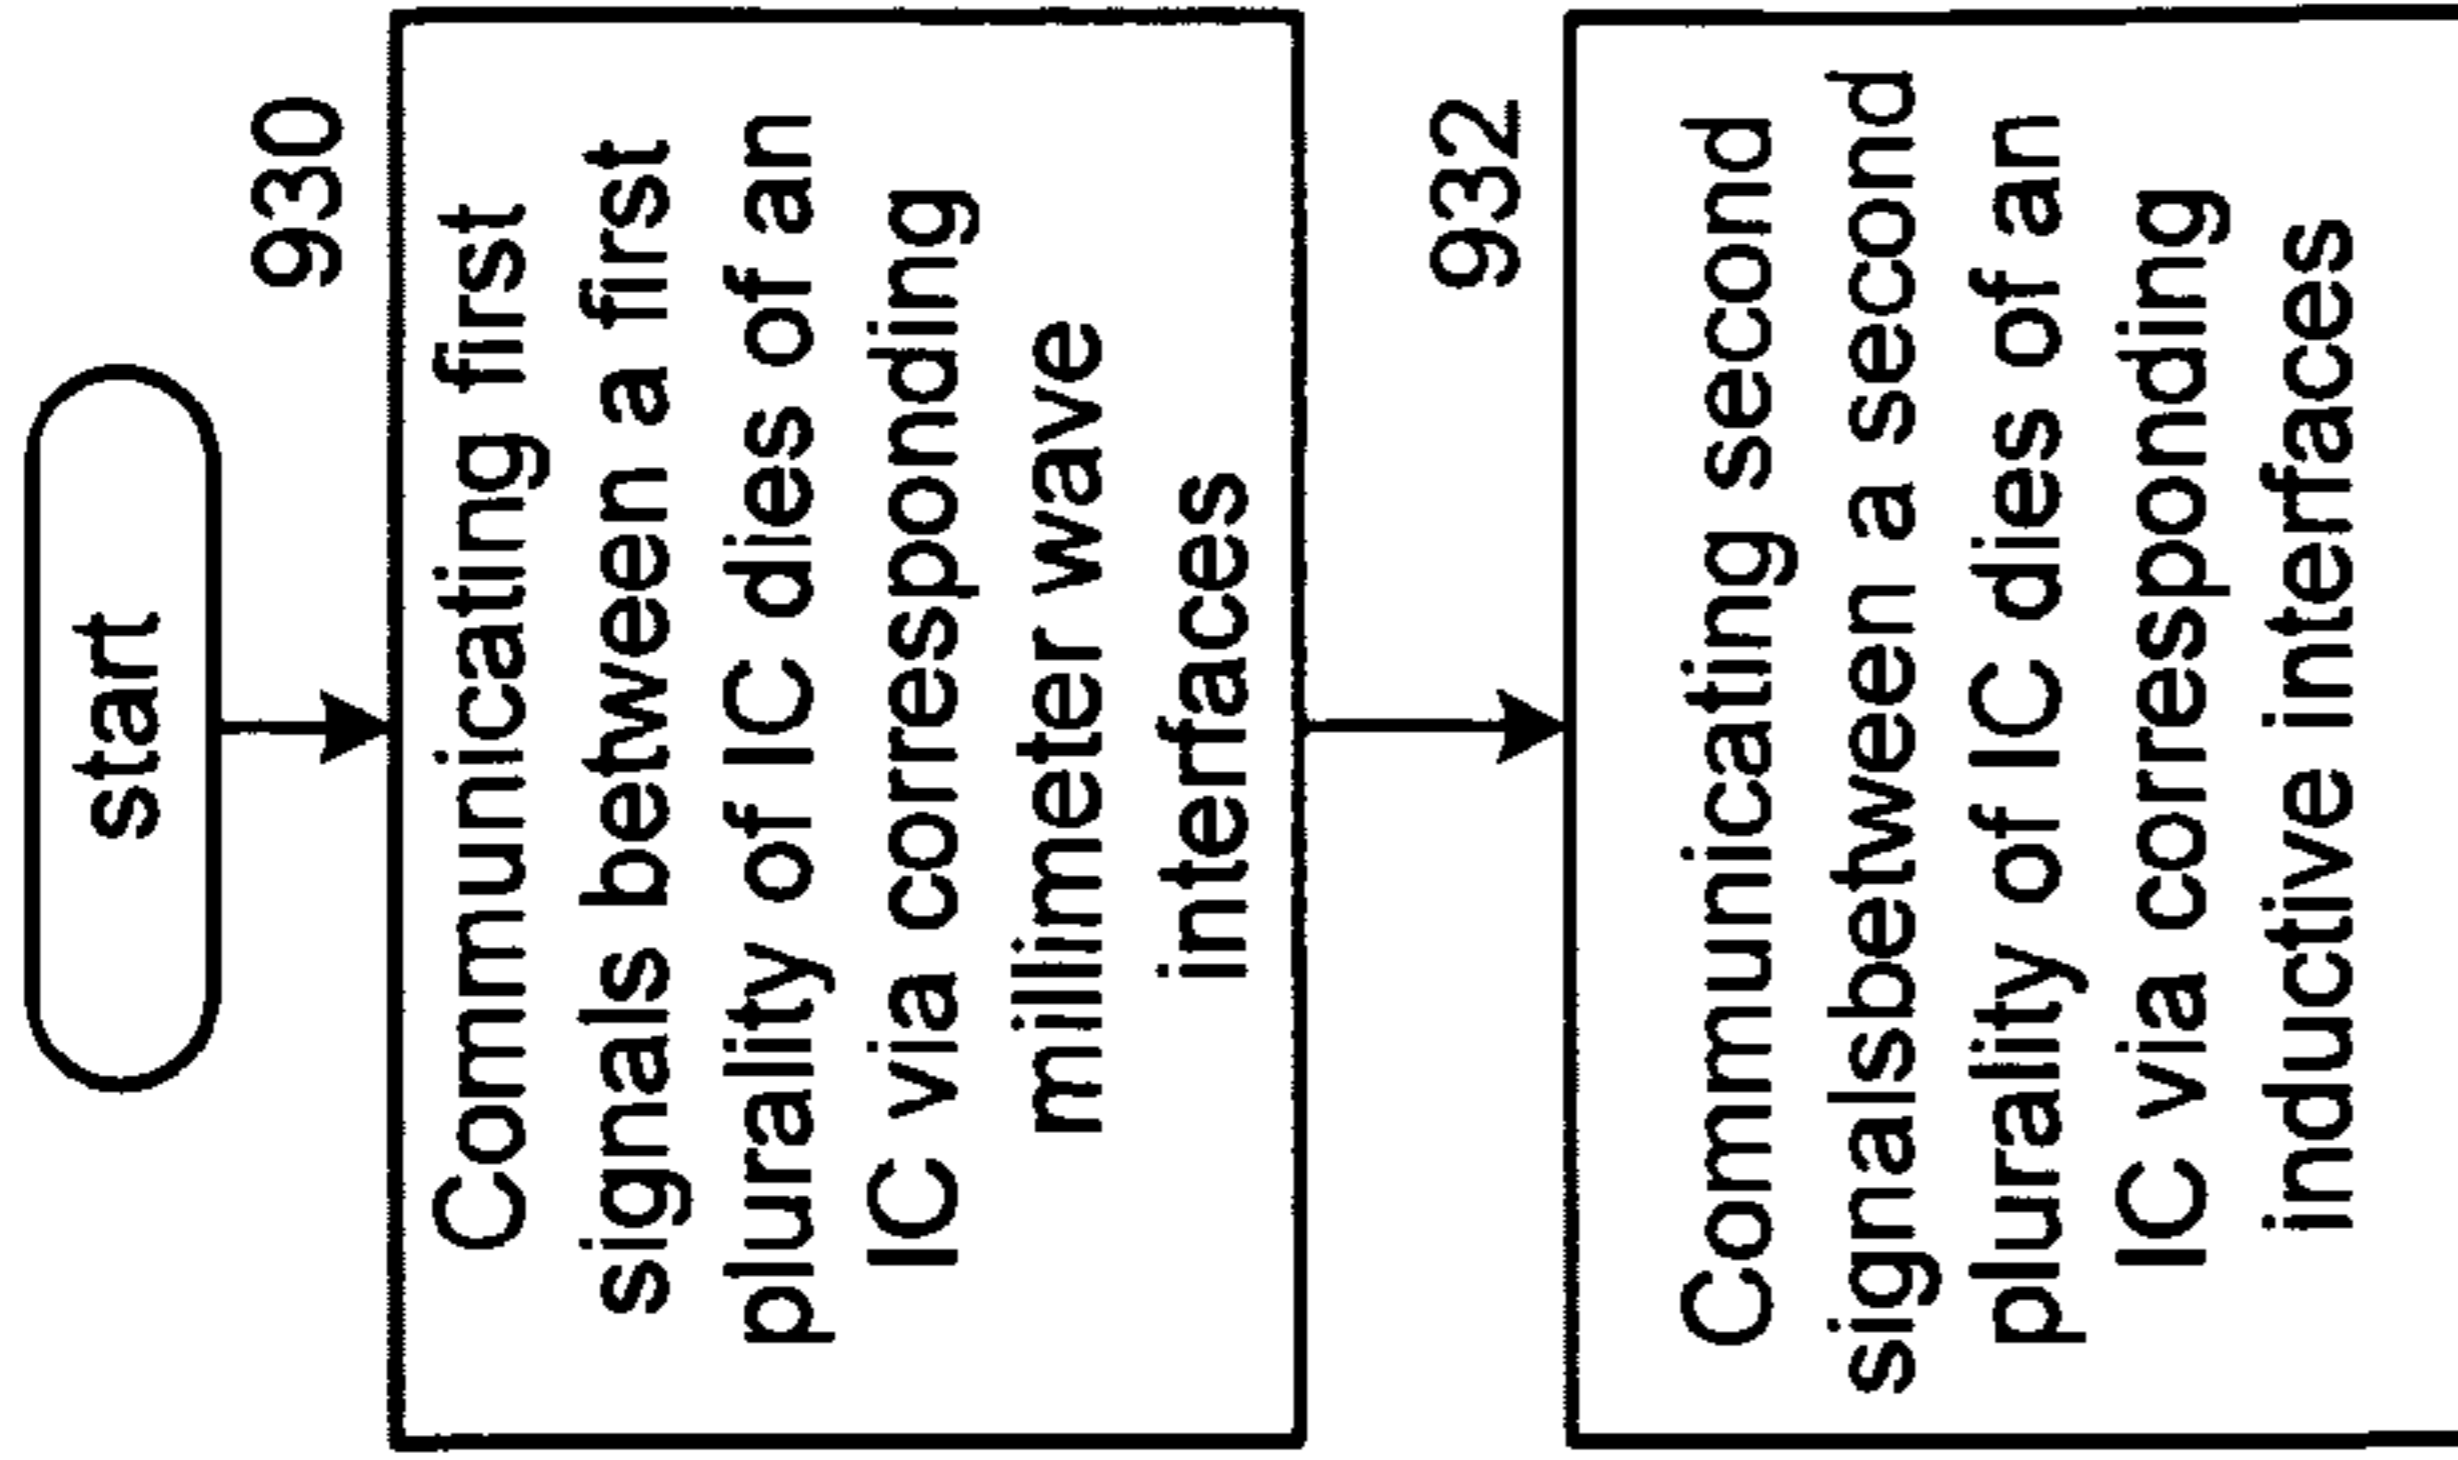 start
930
Communicating first
signals between a first
plurality of IC dies of an
IC via corresponding
millimeter wave
interfaces
932
Communicating second
signalsbetween a second
plurality of IC dies of an
IC via corresponding
inductive interfaces